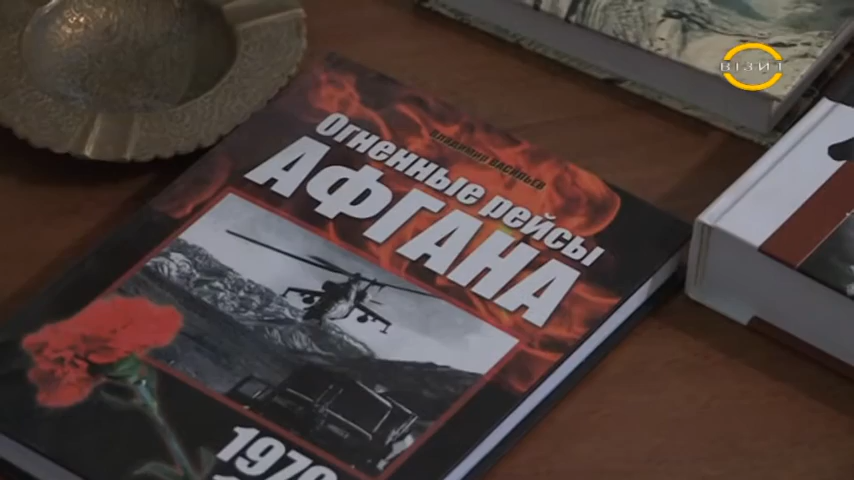 ВІЗИТ
Владимир Васильев
Огненные рейсы
АФГАНА
1979